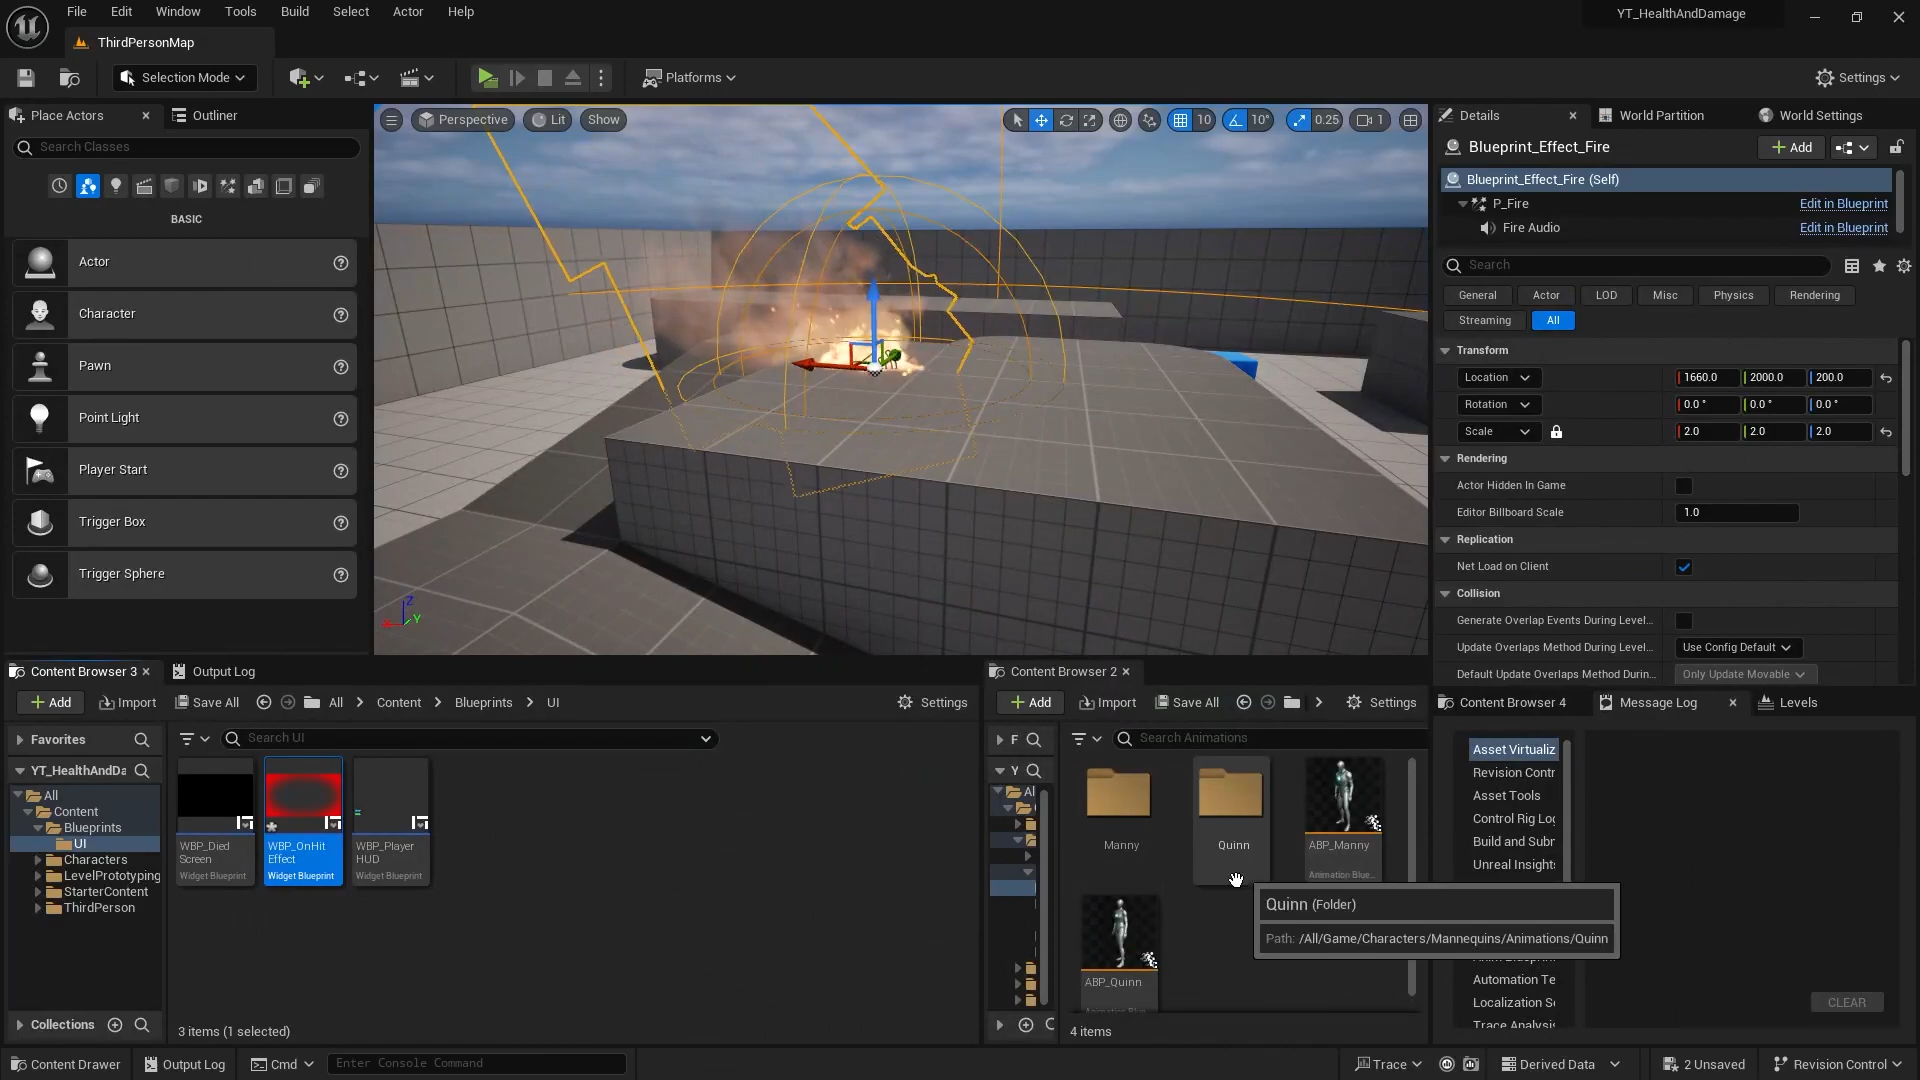 File Edit Window Tools Build Select Actor Help
YT_HealthAndDamage
ThirdPersonMap
Selection Mode
Platforms
Settings
Place Actors
Outliner
Search Classes
BASIC
Actor
Character
Pawn
Point Light
Player Start
Trigger Box
Trigger Sphere
Perspective
Lit
Show
10
10°
0.25
1
Z
Y
Details
World Partition
World Settings
Blueprint_Effect_Fire
Add
Blueprint_Effect_Fire (Self)
P_Fire
Edit in Blueprint
Fire Audio
Edit in Blueprint
Search
General
Actor
LOD
Misc
Physics
Rendering
Streaming
All
Transform
Location
1660.0
2000.0
200.0
Rotation
0.0 °
0.0 °
0.0 °
Scale
2.0
2.0
2.0
Rendering
Actor Hidden In Game
Editor Billboard Scale
1.0
Replication
Net Load on Client
Collision
Generate Overlap Events During Level...
Update Overlaps Method During Level...
Use Config Default
Default Update Overlaps Method Durin...
Only Update Movable
Content Browser 3
Output Log
Add
Import
Save All
All
Content
Blueprints
UI
Settings
Favorites
Search UI
YT_HealthAndDa
All
Content
Blueprints
UI
Characters
LevelPrototyping
StarterContent
ThirdPerson
Collections
WBP_Died
Screen
Widget Blueprint
WBP_OnHit
Effect
Widget Blueprint
WBP_Player
HUD
Widget Blueprint
3 items (1 selected)
Content Browser 2
Add
Import
Save All
Settings
F
Search Animations
Y
Al
C
Manny
Quinn
ABP_Manny
Animation Blue...
ABP_Quinn
4 items
Quinn (Folder)
Path: /All/Game/Characters/Mannequins/Animations/Quinn
Content Browser 4
Message Log
Levels
Asset Virtualiz
Revision Contr
Asset Tools
Control Rig Log
Build and Subm
Unreal Insights
Automation Te
Localization Se
Trace Analysis
CLEAR
Content Drawer
Output Log
Cmd
Enter Console Command
Trace
Derived Data
2 Unsaved
Revision Control